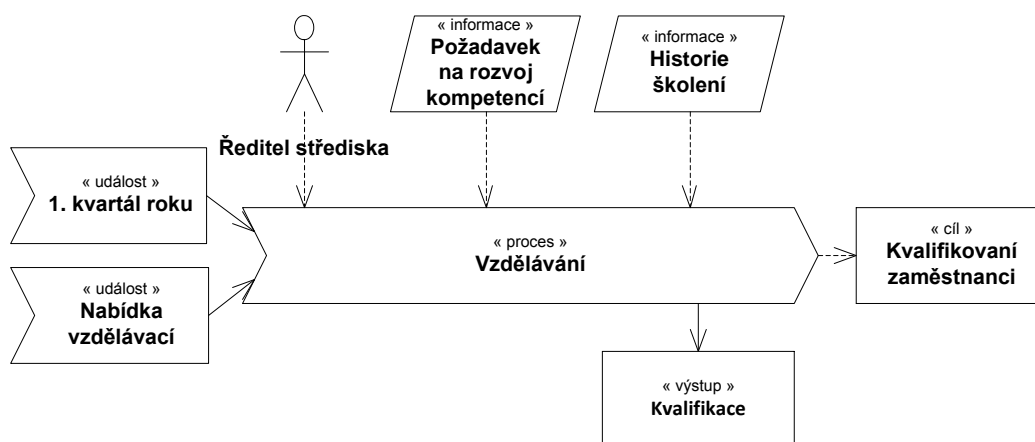 « informace »
Požadavek
na rozvoj
kompetencí
« informace »
Historie
školení
Ředitel střediska
« událost »
1. kvartál roku
« proces »
Vzdělávání
« cíl »
Kvalifikovaní
zaměstnanci
« událost »
Nabídka
vzdělávací
« výstup »
Kvalifikace